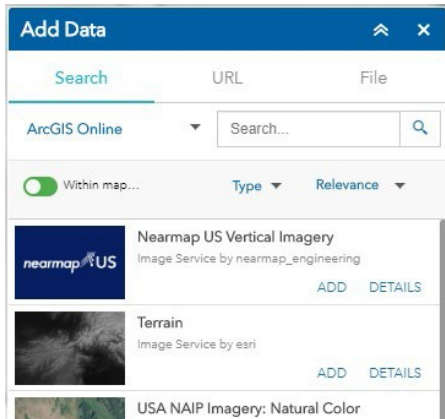 Add Data
Search URL File
ArcGIS Online Search...
Within map... Type Relevance
nearmap US
Nearmap US Vertical Imagery
Image Service by nearmap_engineering
ADD DETAILS
Terrain
Image Service by esri
ADD DETAILS
USA NAIP Imagery: Natural Color